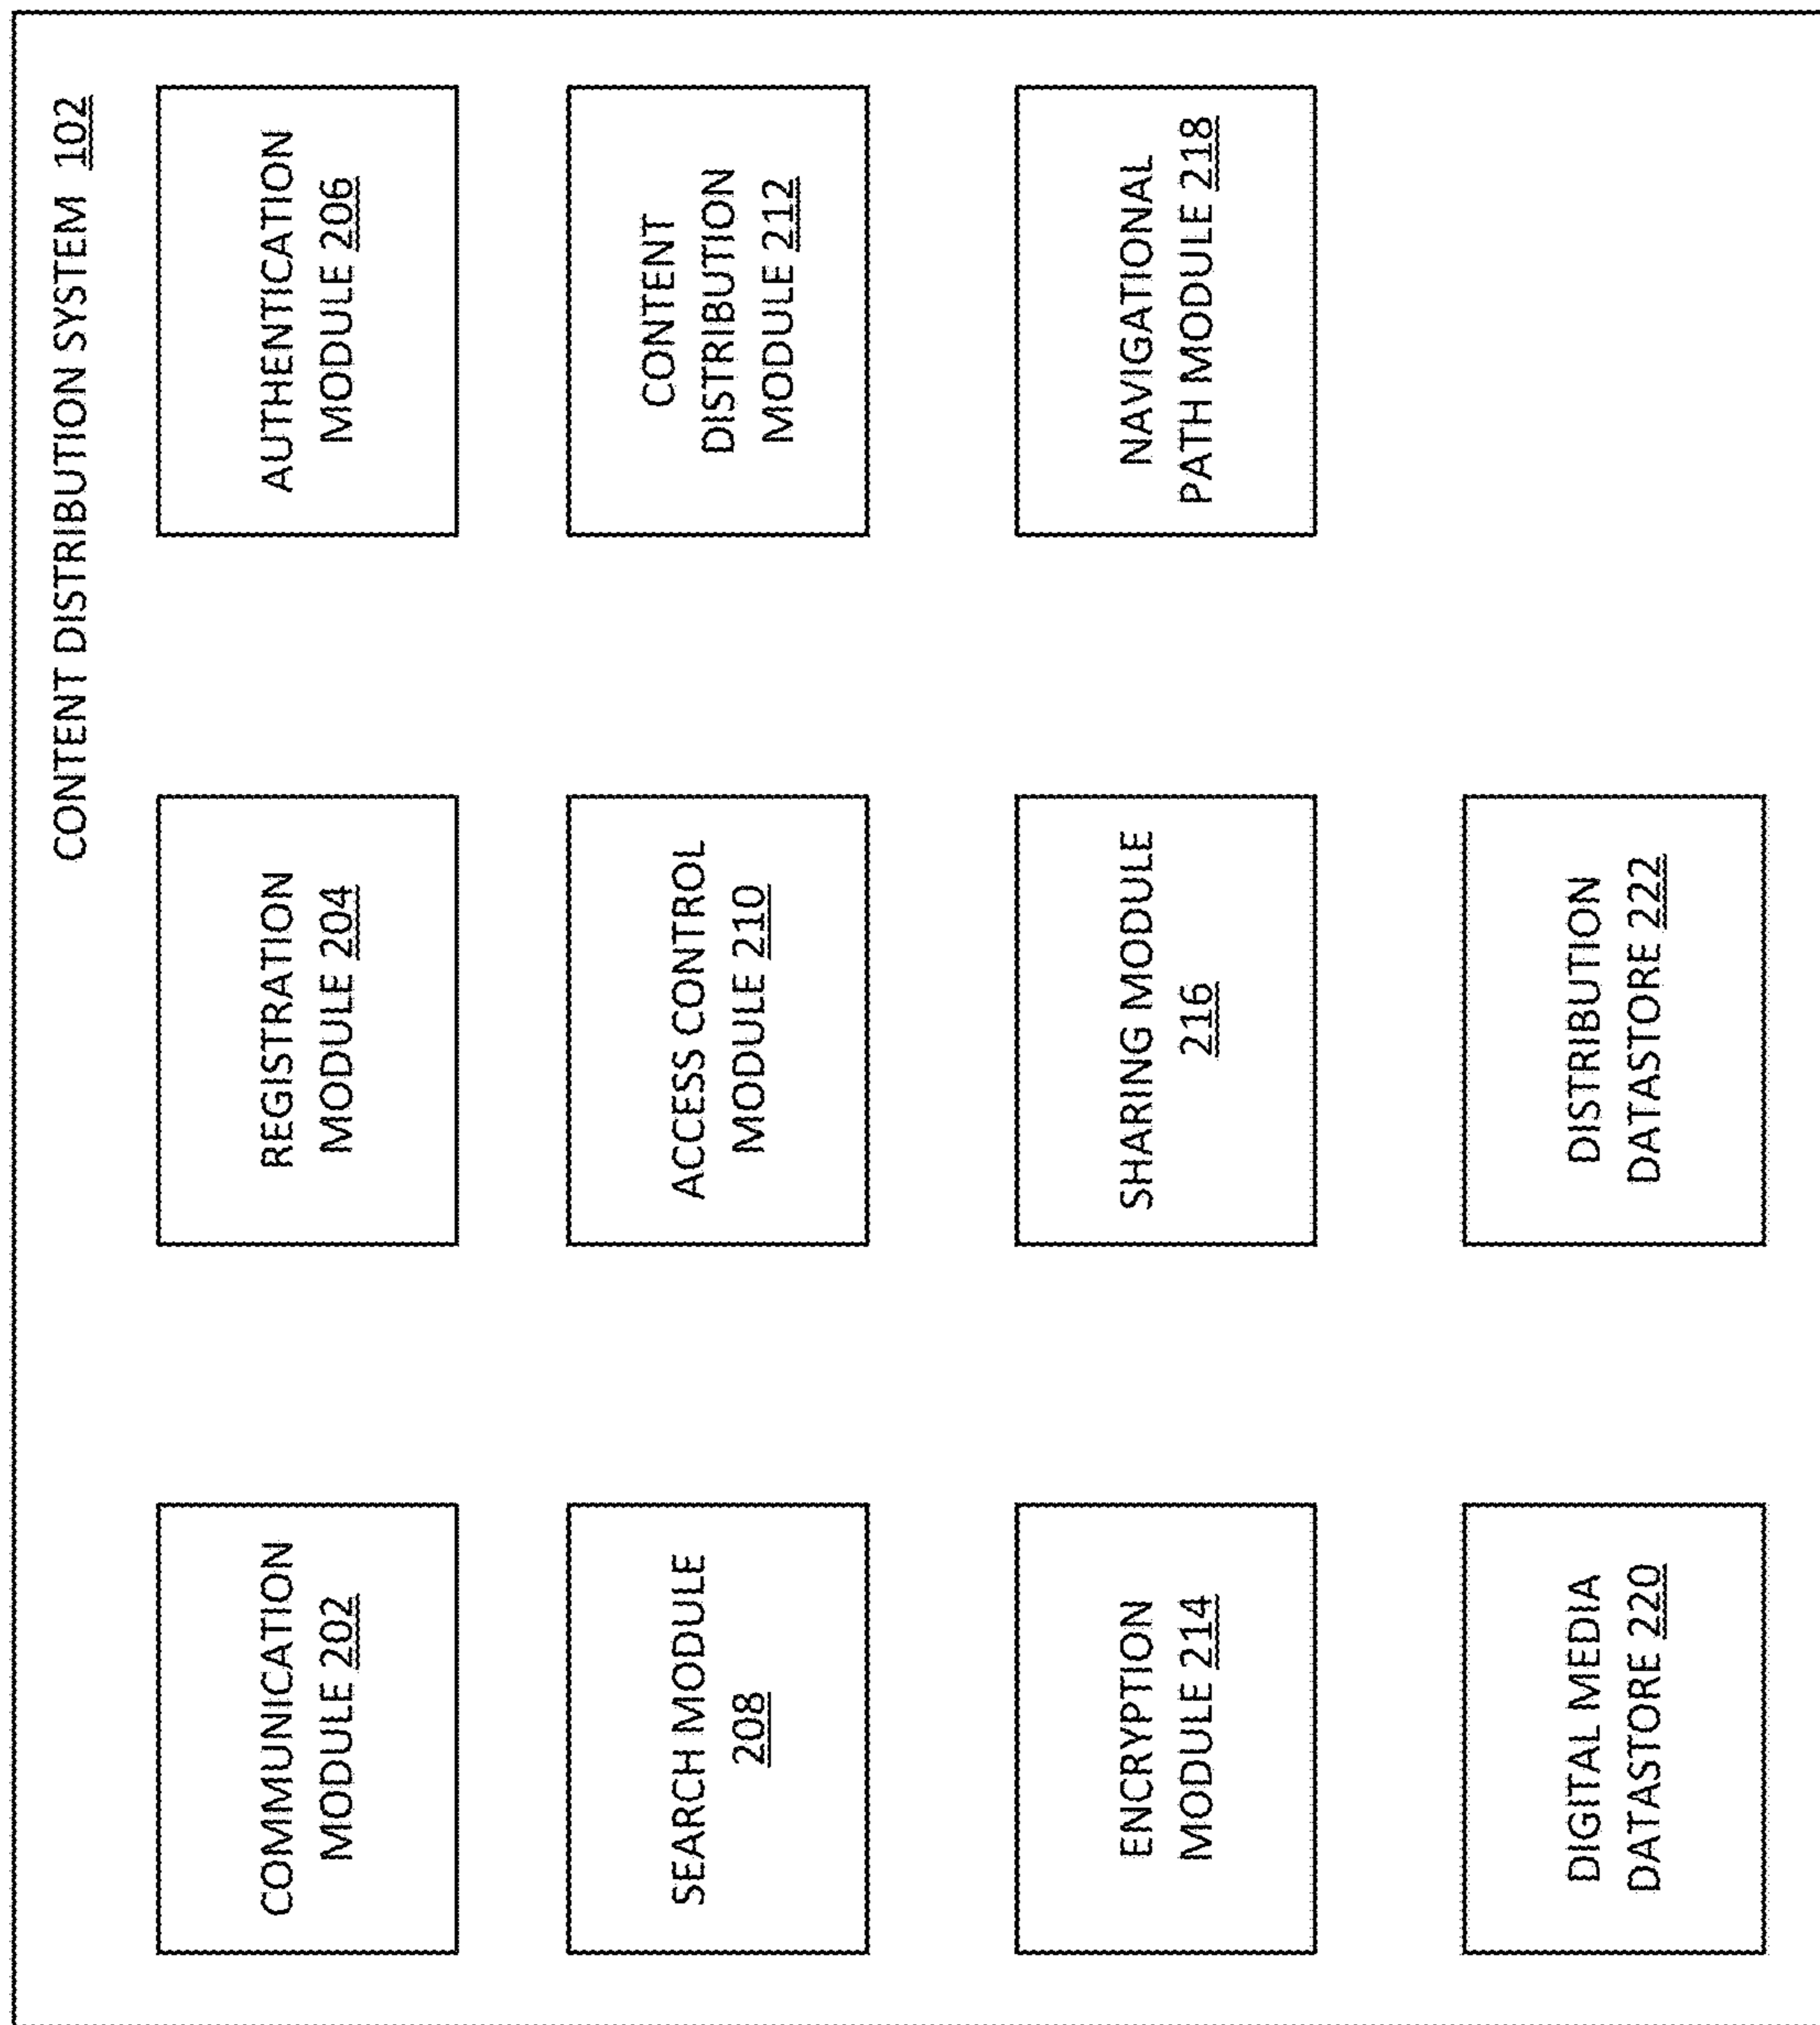 CONTENT DISTRIBUTION SYSTEM 102
COMMUNICATION
MODULE 202
REGISTRATION
MODULE 204
AUTHENTICATION
MODULE 206
SEARCH MODULE
208
ACCESS CONTROL
MODULE 210
CONTENT
DISTRIBUTION
MODULE 212
ENCRYPTION
MODULE 214
SHARING MODULE
216
NAVIGATIONAL
PATH MODULE 218
DIGITAL MEDIA
DATASTORE 220
DISTRIBUTION
DATASTORE 222